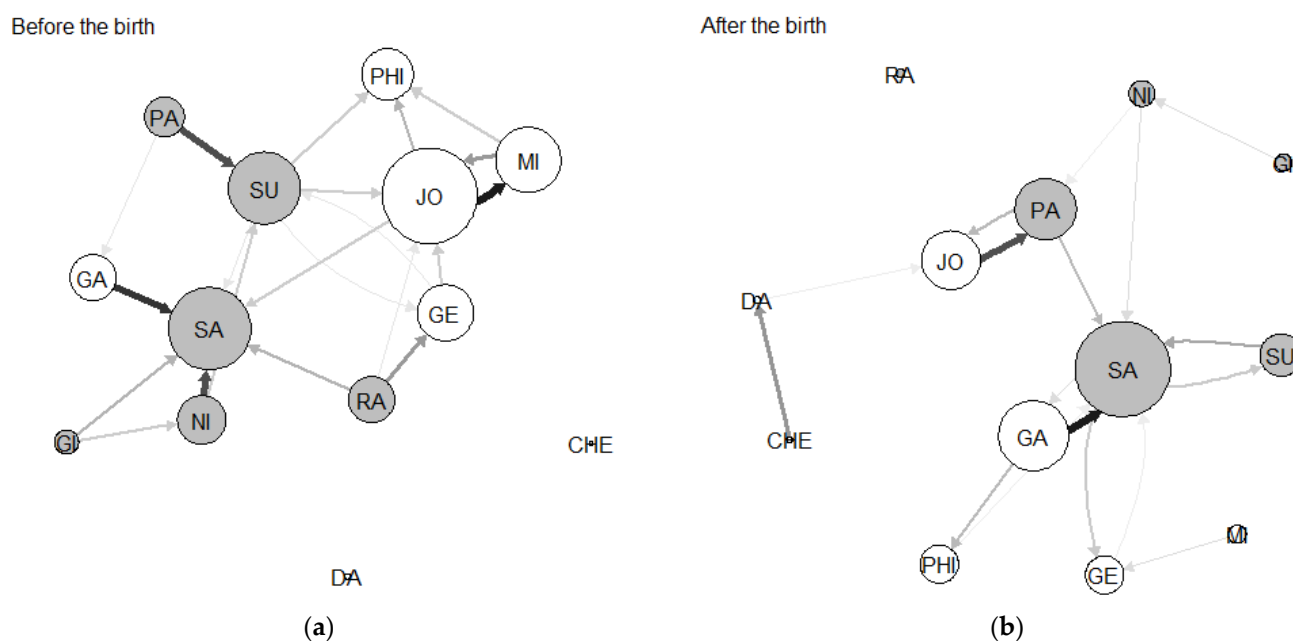 Before the birth
PHI
PA
MI
SU
JO
GA
GE
SA
RA
NI
GI
CHE
DA
(a)
After the birth
RA
NI
GI
PA
JO
DA
SU
SA
GA
CHE
MI
PHI
GE
(b)